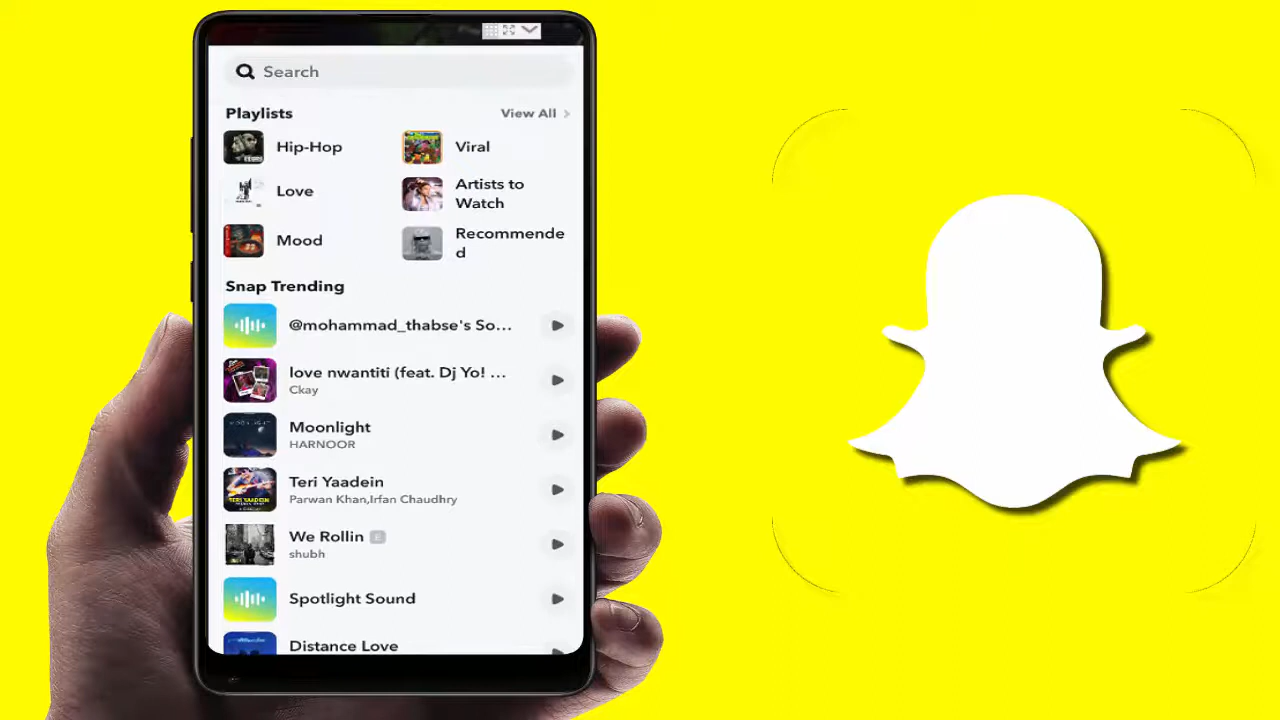 Search
Playlists
View All
Hip-Hop
Viral
Love
Artists to
Watch
Mood
Recommende
d
Snap Trending
@mohammad_thabse's So...
love nwantiti (feat. Dj Yo! ...
Ckay
Moonlight
HARNOOR
Teri Yaadein
Parwan Khan,Irfan Chaudhry
We Rollin E
shubh
Spotlight Sound
Distance Love